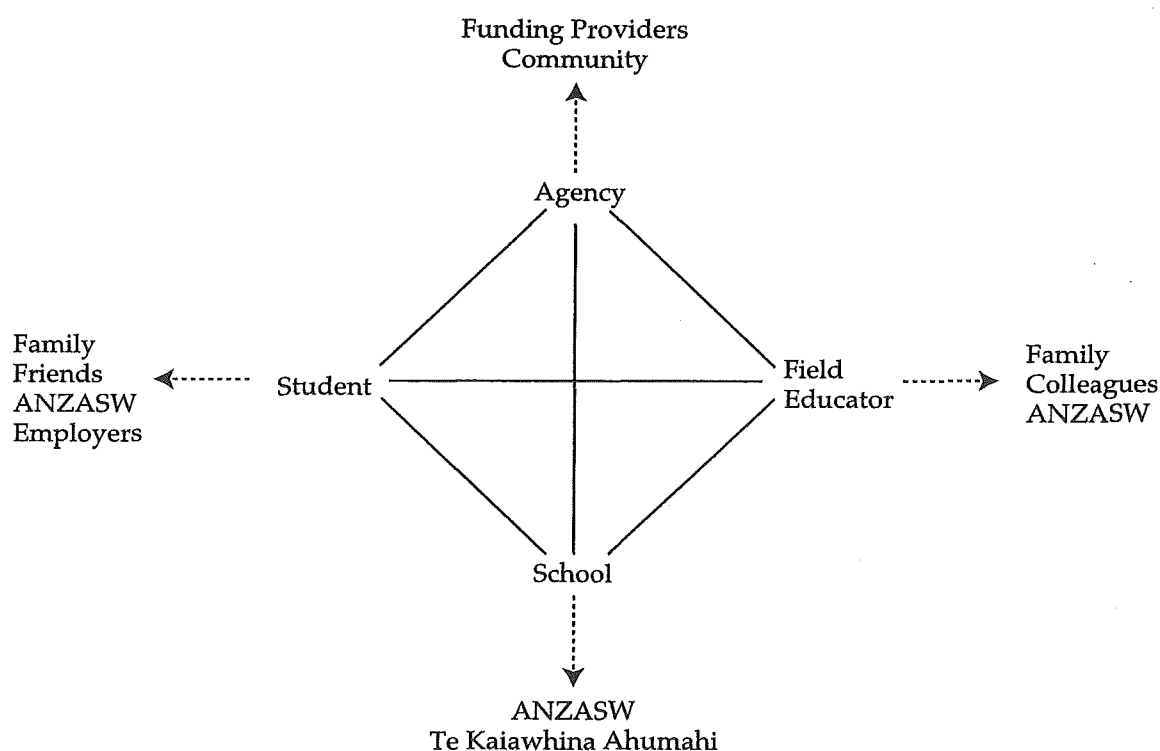 Funding Providers
Community
Agency
Family
Friends
ANZASW
Employers
Student
Field
Educator
Family
Colleagues
ANZASW
School
ANZASW
Te Kaiawhina Ahumahi